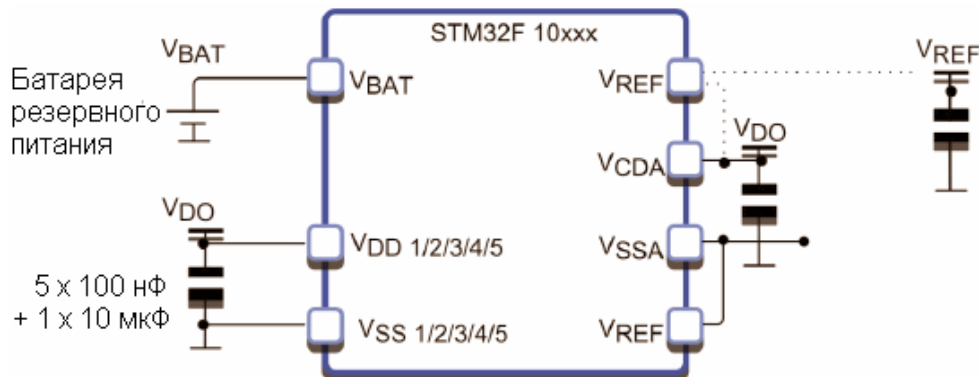 STM32F 10xxx
VBAT
Батарея
резервного
питания
VBAT
VREF
VREF
VDO
VCDA
VDO
VDD 1/2/3/4/5
VSSA
5 x 100 нФ
+ 1 x 10 мкФ
VSS 1/2/3/4/5
VREF